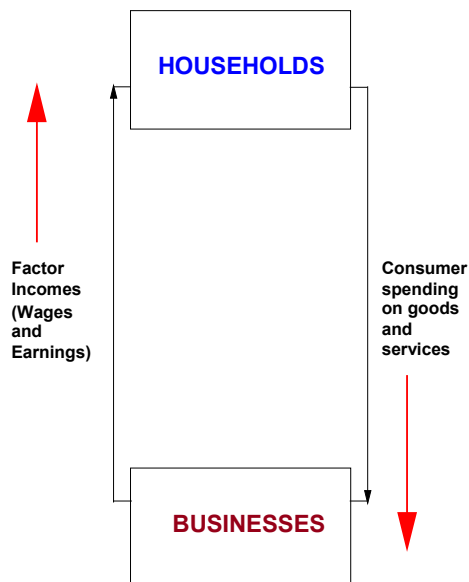 HOUSEHOLDS
Factor
Incomes
(Wages
and
Earnings)
Consumer
spending
on goods
and
services
BUSINESSES